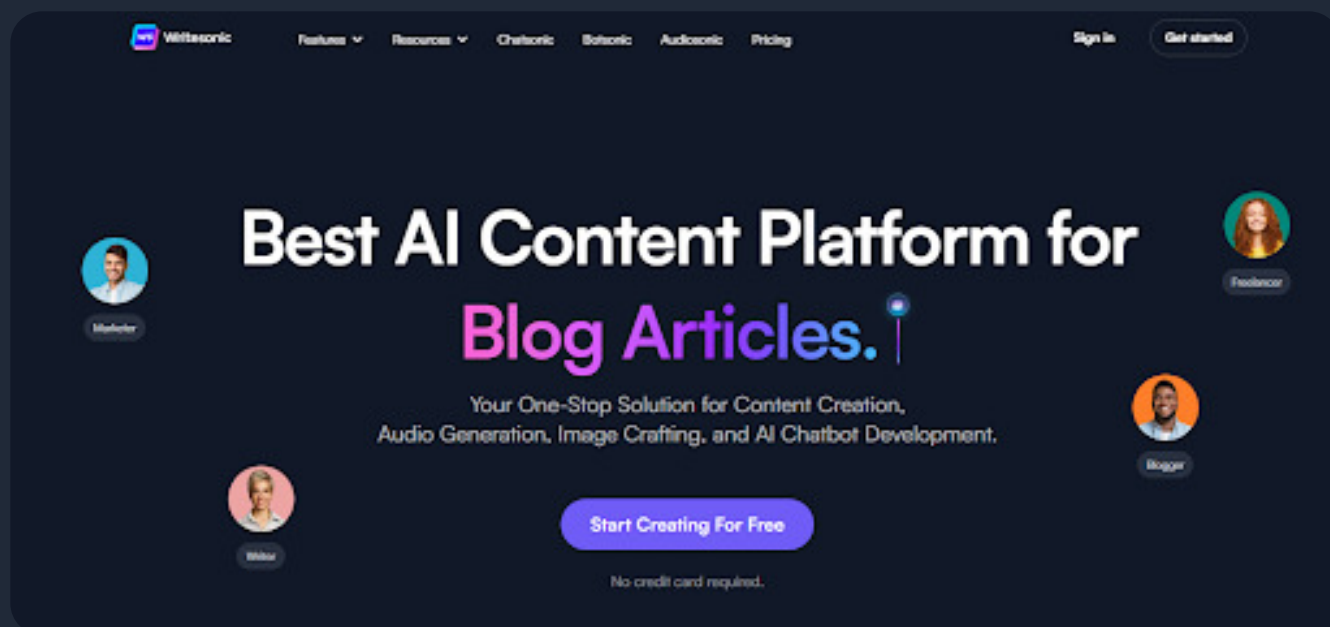 Writesonic
Features Resources Chatsonic Botsonic Audiosonic Pricing Sign in Get started
Best AI Content Platform for
Blog Articles.
Your One-Stop Solution for Content Creation,
Audio Generation, Image Crafting, and AI Chatbot Development.
Marketer
Freelancer
Blogger
Writer
Start Creating For Free
No credit card required.